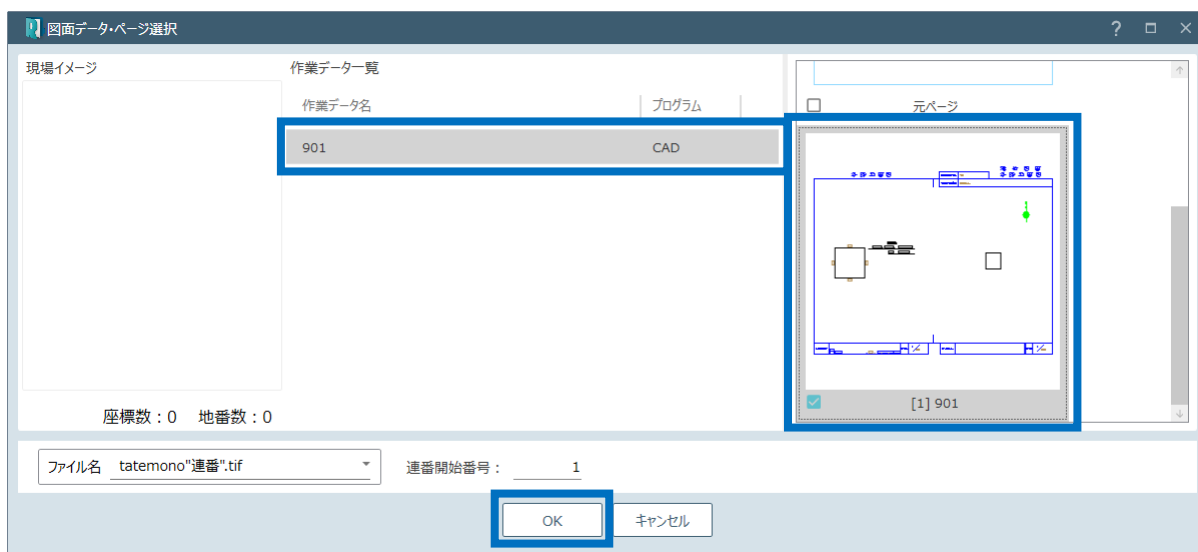 図面データ・ページ選択
現場イメージ
作業データ一覧
作業データ名 プログラム
元ページ
901 CAD
[1] 901
座標数：0 地番数：0
ファイル名 tatemono"連番".tif 連番開始番号： 1
OK キャンセル